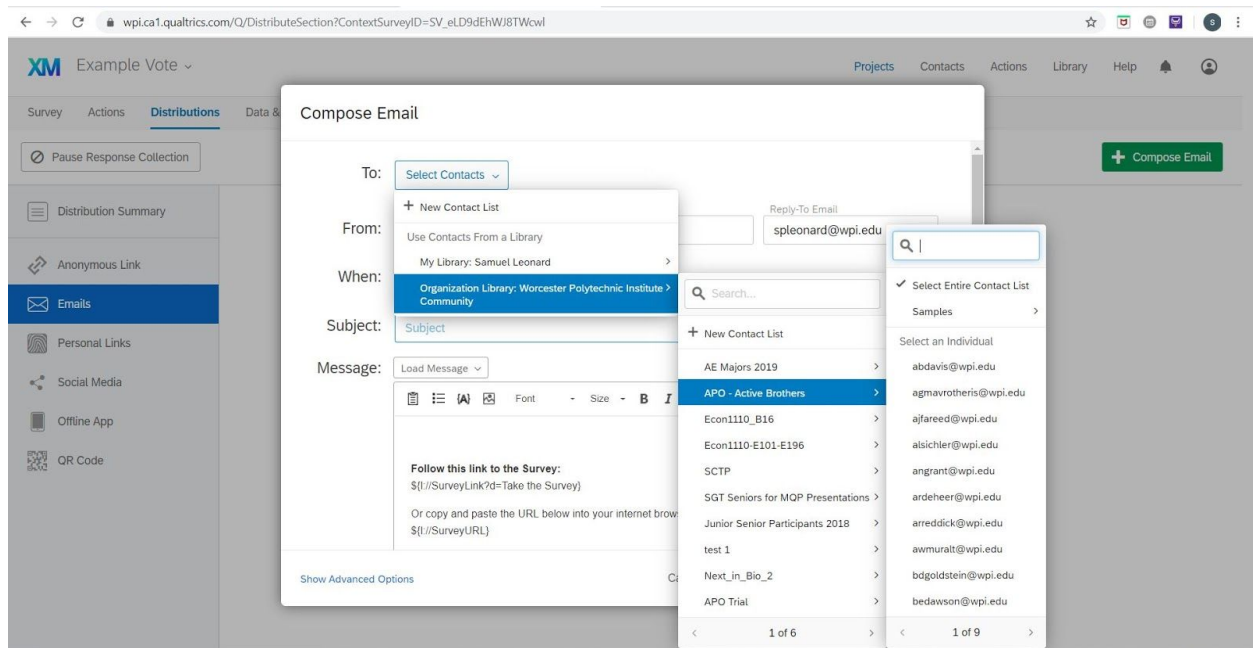 wpi.ca1.qualtrics.com/Q/DistributeSection?ContextSurveyID=SV_eLD9dEhWJ8TWcwI
XM Example Vote
Projects Contacts Actions Library Help
Survey Actions Distributions Data &
Pause Response Collection
+ Compose Email
Distribution Summary
Anonymous Link
Emails
Personal Links
Social Media
Offline App
QR Code
Compose Email
To: Select Contacts
+ New Contact List
Use Contacts From a Library
My Library: Samuel Leonard >
Organization Library: Worcester Polytechnic Institute >
Community
From:
Reply-To Email
spleonard@wpi.edu
When:
Subject: Subject
Message: Load Message
{A} Font - Size - B I
Follow this link to the Survey:
${l://SurveyLink?d=Take the Survey}
Or copy and paste the URL below into your internet brow
${l://SurveyURL}
Show Advanced Options
Ca
Search...
+ New Contact List
AE Majors 2019 >
APO - Active Brothers >
Econ1110_B16 >
Econ1110-E101-E196 >
SCTP >
SGT Seniors for MQP Presentations >
Junior Senior Participants 2018 >
test 1 >
Next_in_Bio_2 >
APO Trial >
< 1 of 6 >
Select Entire Contact List
Samples >
Select an Individual
abdavis@wpi.edu
agmavrotheris@wpi.edu
ajfareed@wpi.edu
alsichler@wpi.edu
angrant@wpi.edu
ardeheer@wpi.edu
arreddick@wpi.edu
awmuralt@wpi.edu
bdgoldstein@wpi.edu
bedawson@wpi.edu
< 1 of 9 >